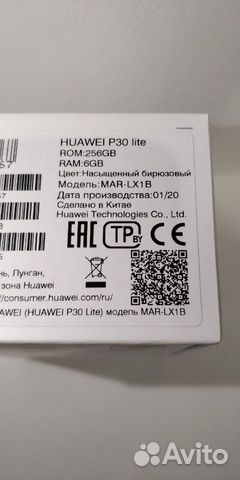 HUAWEI P30 lite
ROM:256GB
RAM:6GB
Цвет:Насыщенный бирюзовый
Модель:MAR-LX1B
Дата производства:01/20
Сделано в Китае
Huawei Technologies Co., Ltd.
EAC TP BY CE
нь, Лунган,
зона Huawei
//consumer.huawei.com/ru/
AWEI (HUAWEI P30 Lite) модель MAR-LX1B
Avito